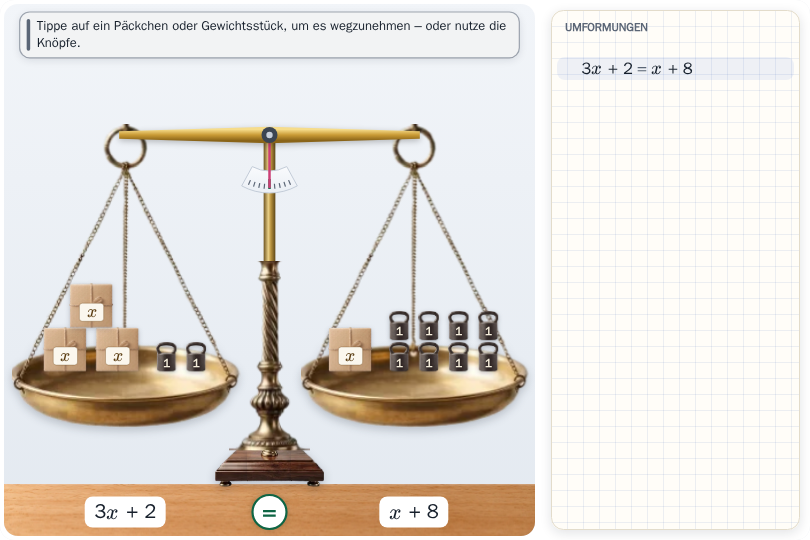 Tippe auf ein Päckchen oder Gewichtsstück, um es wegzunehmen – oder nutze die
Knöpfe.
UMFORMUNGEN
3x + 2 = x + 8
x
1 1 1 1
x x 1 1
x 1 1 1 1
3x + 2 = x + 8